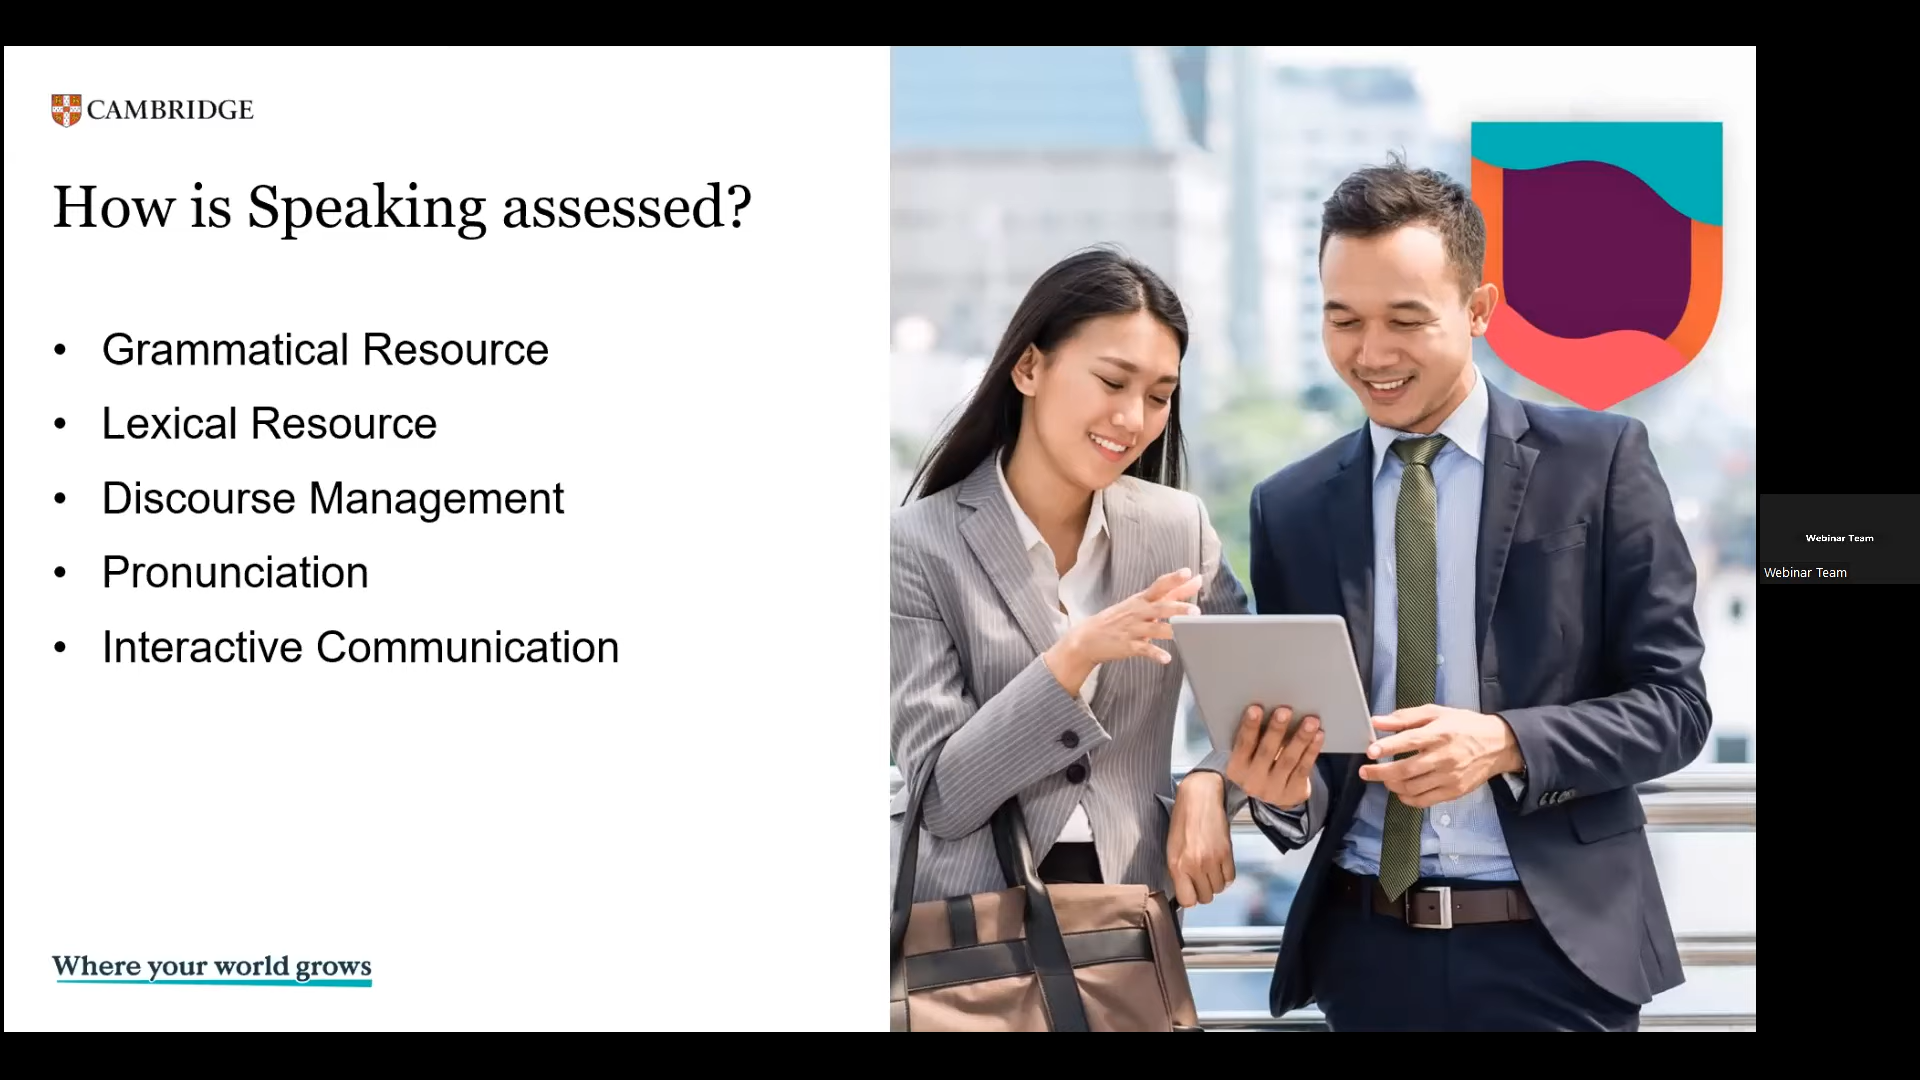 CAMBRIDGE
How is Speaking assessed?
• Grammatical Resource
• Lexical Resource
• Discourse Management
• Pronunciation
• Interactive Communication
Where your world grows
Webinar Team
Webinar Team